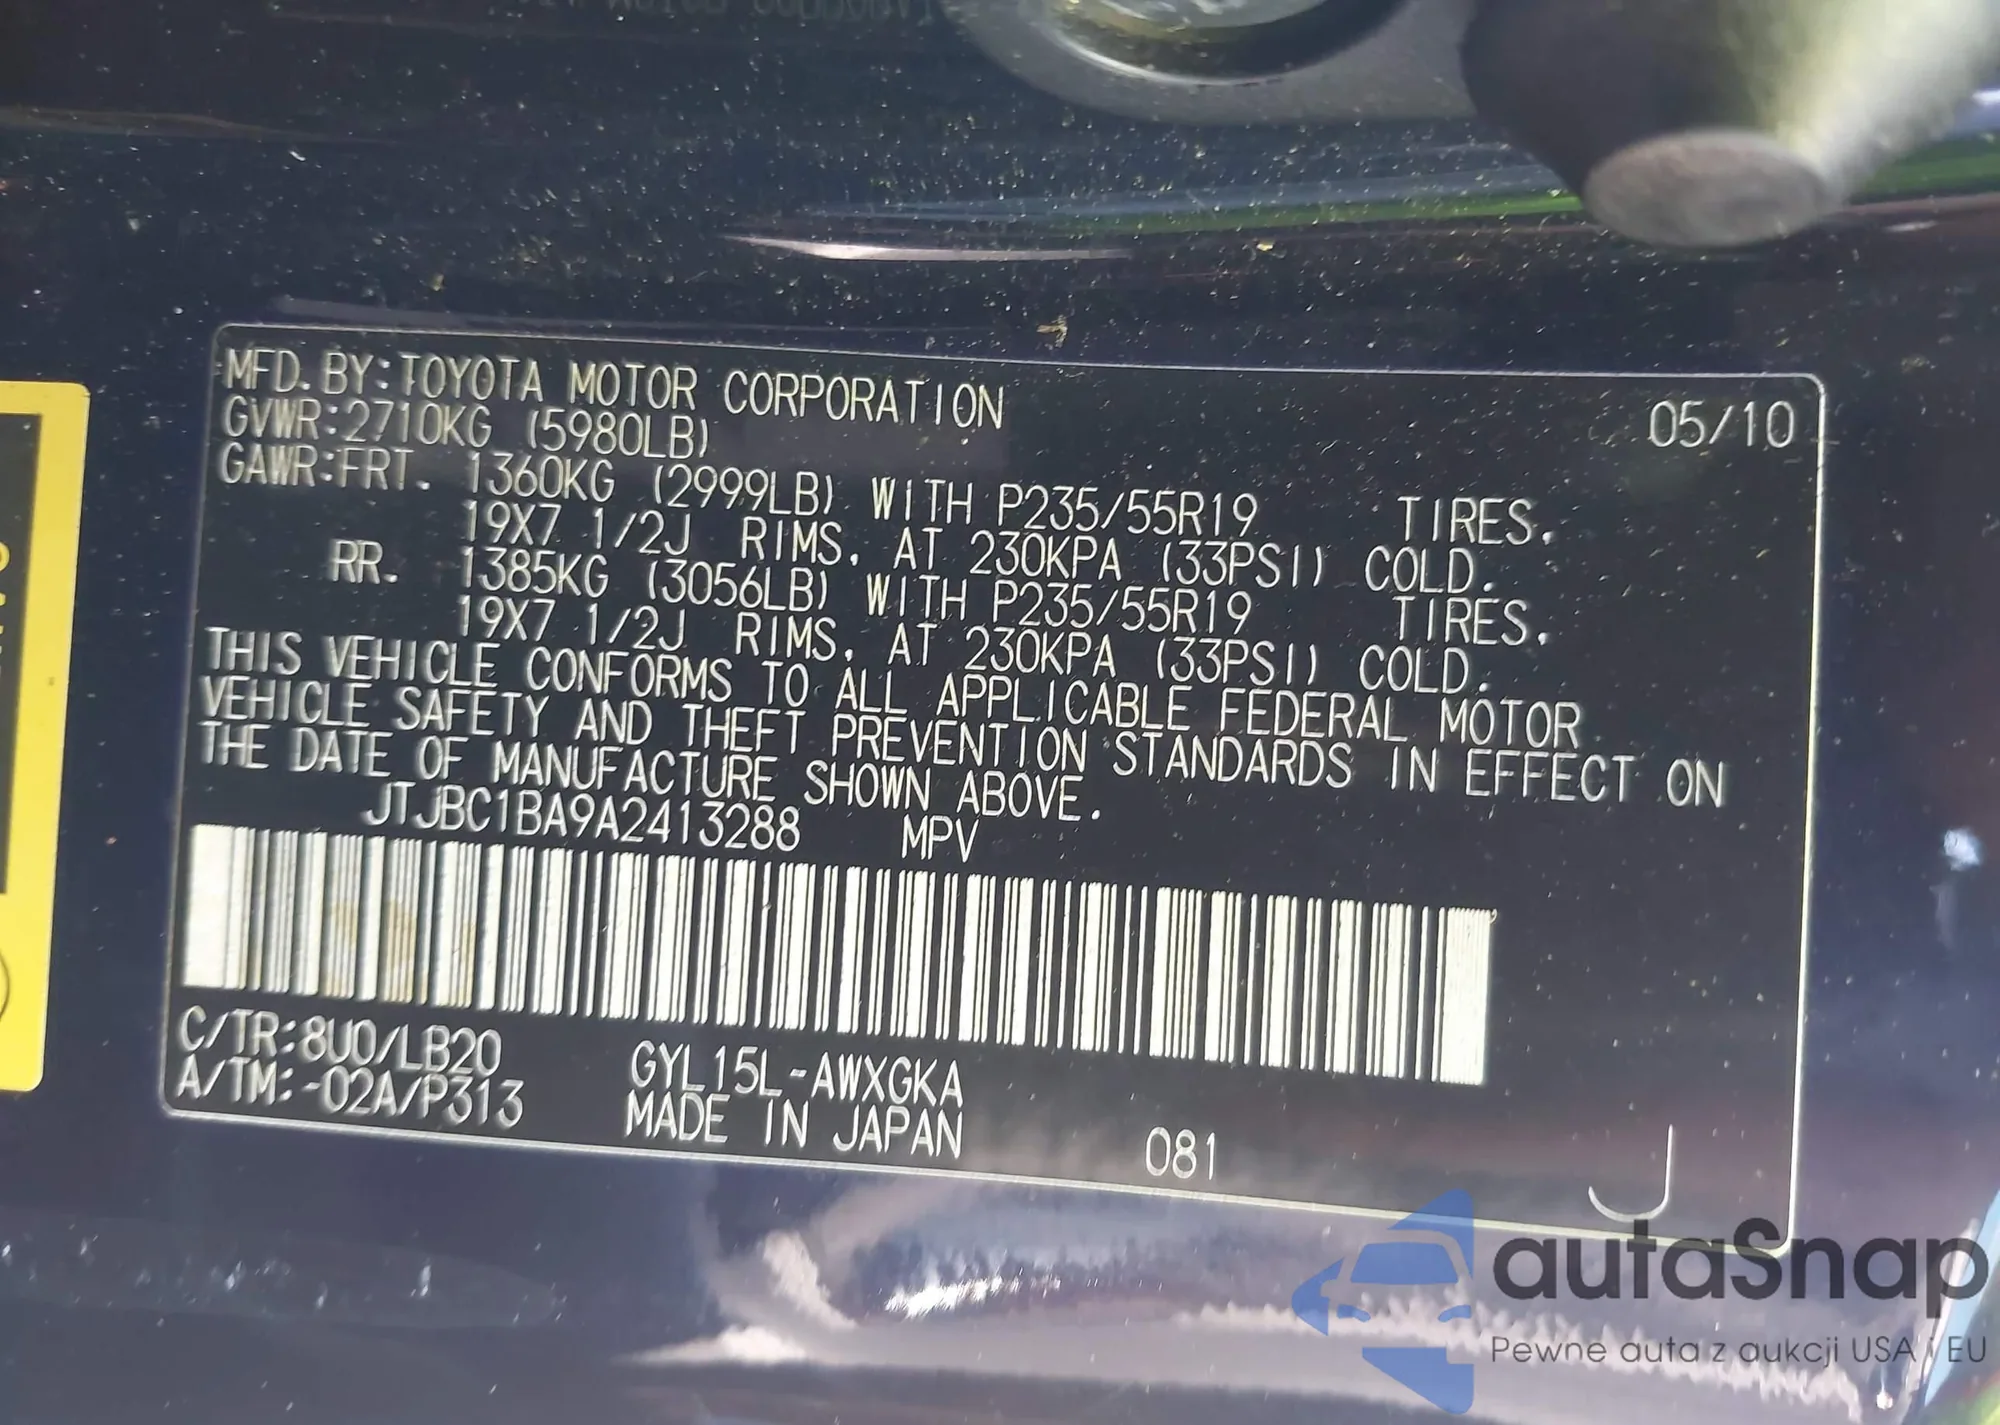 MFD. BY:TOYOTA MOTOR CORPORATION 05/10
GVWR:2710KG (5980LB)
GAWR:FRT. 1360KG (2999LB) WITH P235/55R19 TIRES.
19X7 1/2J RIMS, AT 230KPA (33PSI) COLD.
RR. 1385KG (3056LB) WITH P235/55R19 TIRES.
19X7 1/2J RIMS, AT 230KPA (33PSI) COLD.
THIS VEHICLE CONFORMS TO ALL APPLICABLE FEDERAL MOTOR
VEHICLE SAFETY AND THEFT PREVENTION STANDARDS IN EFFECT ON
THE DATE OF MANUFACTURE SHOWN ABOVE.
JTJBC1BA9A2413288 MPV
C/TR:8U0/LB20 GYL15L-AWXGKA
A/TM:-02A/P313 MADE IN JAPAN 081 J
autaSnap
Pewne auta z aukcji USA i EU